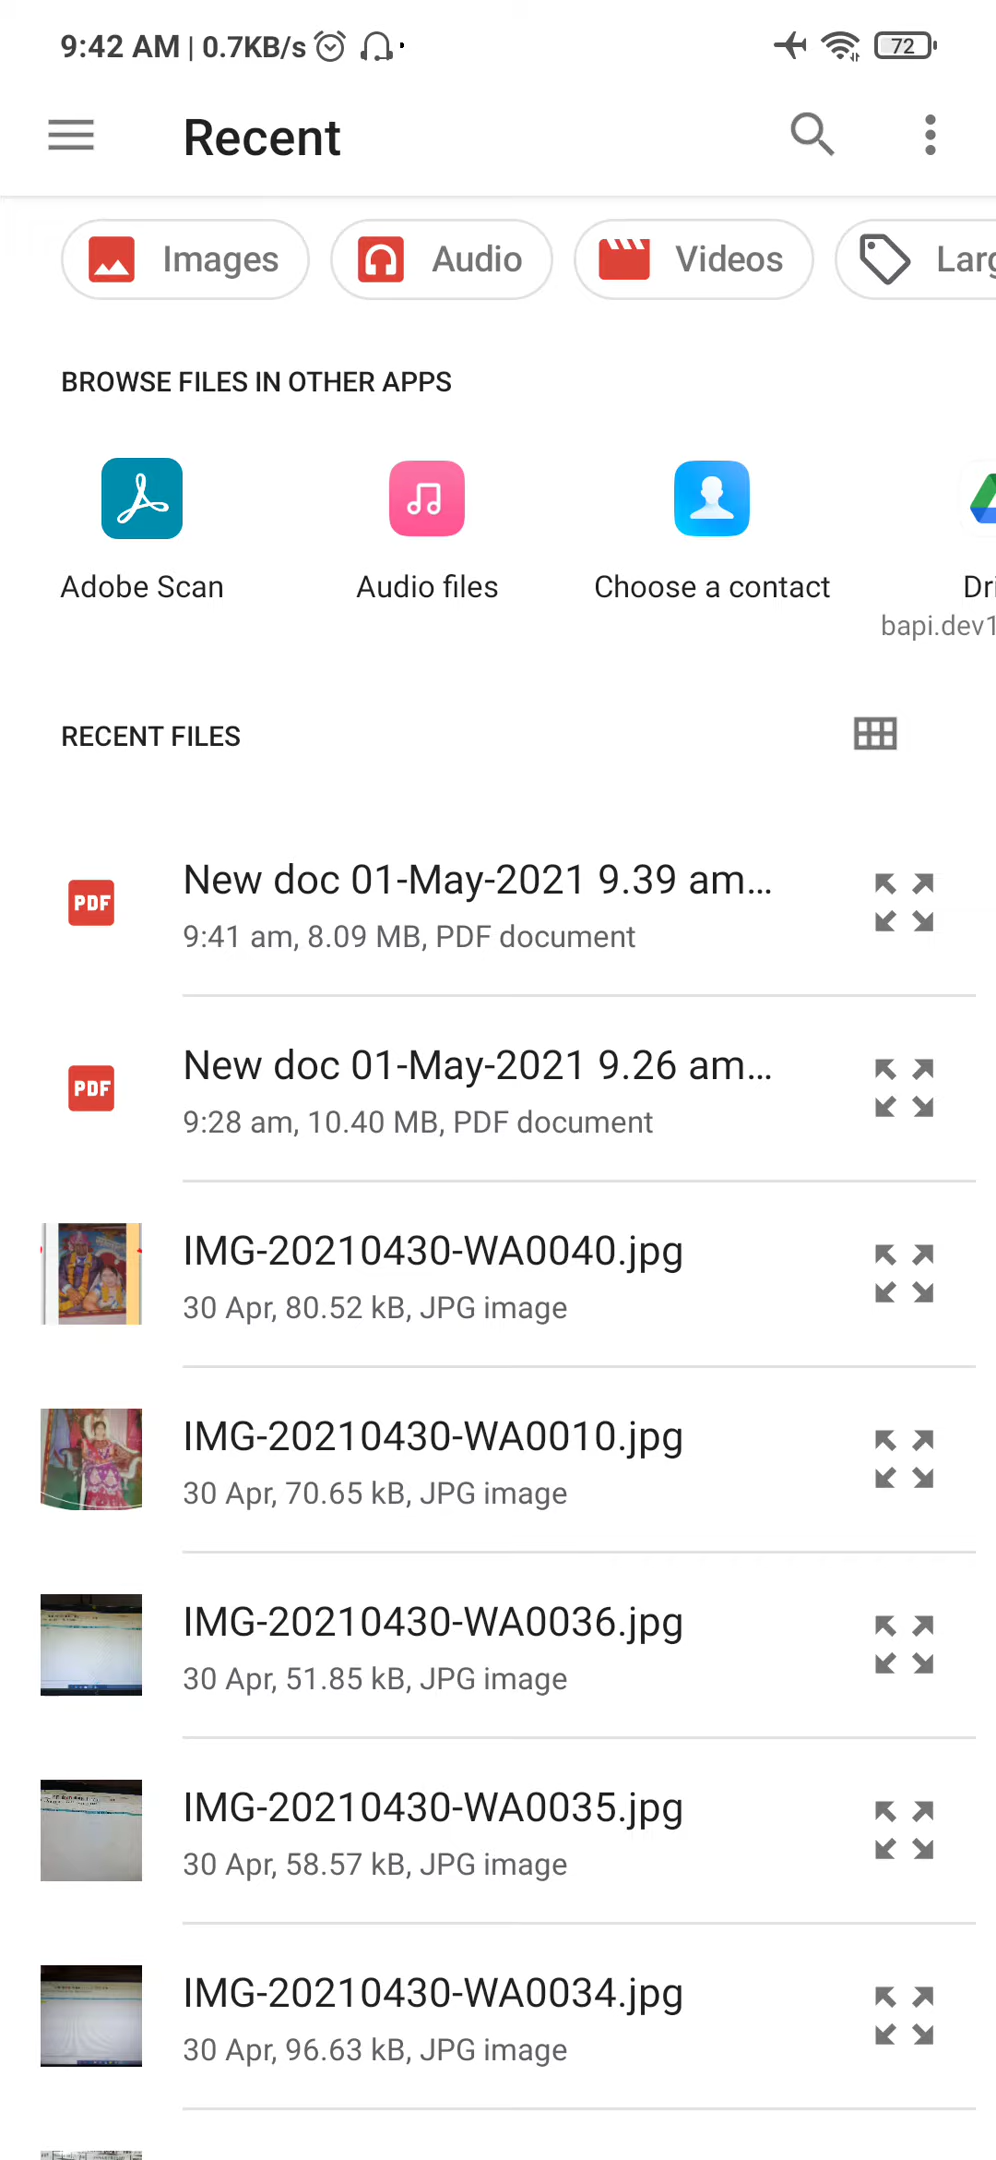 9:42 AM | 0.7KB/s
72
Recent
Images
Audio
Videos
Larg
BROWSE FILES IN OTHER APPS
Adobe Scan
Audio files
Choose a contact
Dri
bapi.dev1
RECENT FILES
PDF
New doc 01-May-2021 9.39 am...
9:41 am, 8.09 MB, PDF document
PDF
New doc 01-May-2021 9.26 am...
9:28 am, 10.40 MB, PDF document
IMG-20210430-WA0040.jpg
30 Apr, 80.52 kB, JPG image
IMG-20210430-WA0010.jpg
30 Apr, 70.65 kB, JPG image
IMG-20210430-WA0036.jpg
30 Apr, 51.85 kB, JPG image
IMG-20210430-WA0035.jpg
30 Apr, 58.57 kB, JPG image
IMG-20210430-WA0034.jpg
30 Apr, 96.63 kB, JPG image